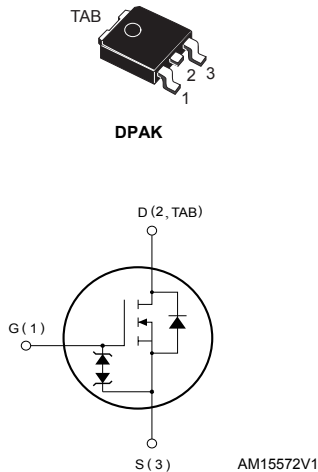 TAB
2 3
1
DPAK
D (2, TAB)
G ( 1 )
S ( 3 )
AM15572V1